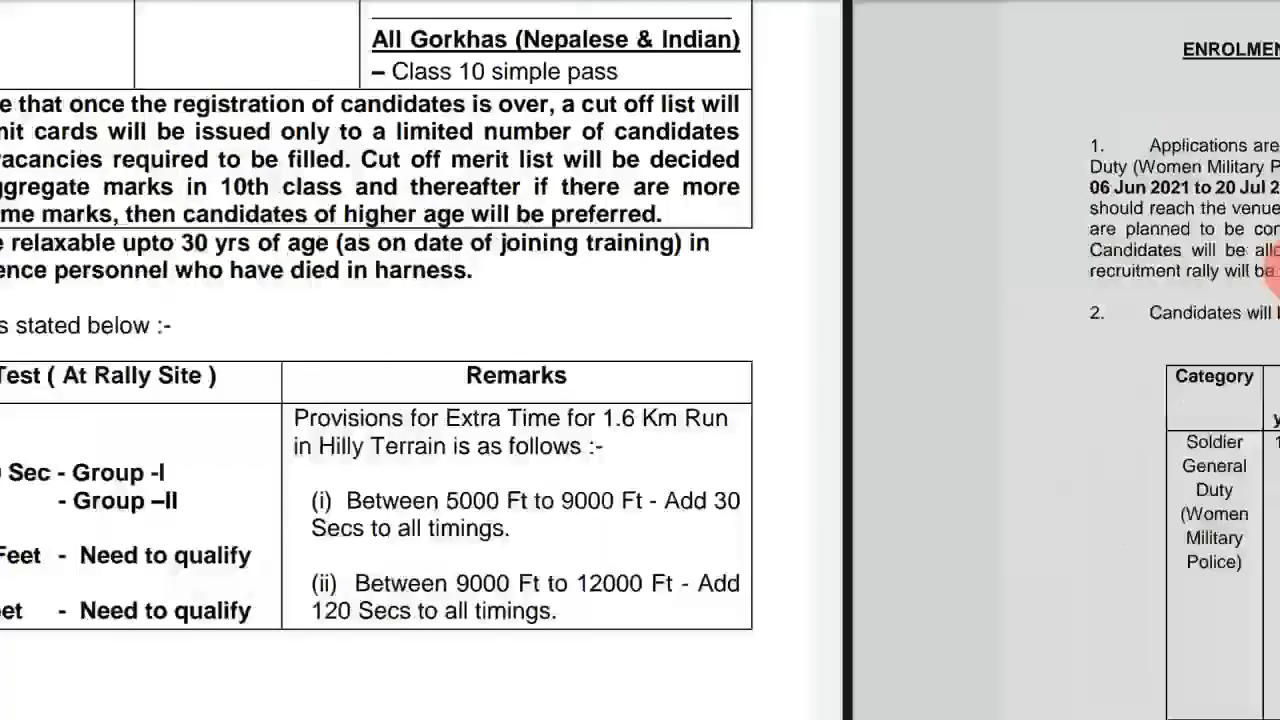 All Gorkhas (Nepalese & Indian)
– Class 10 simple pass
e that once the registration of candidates is over, a cut off list will
nit cards will be issued only to a limited number of candidates
acancies required to be filled. Cut off merit list will be decided
ggregate marks in 10th class and thereafter if there are more
me marks, then candidates of higher age will be preferred.
e relaxable upto 30 yrs of age (as on date of joining training) in
ence personnel who have died in harness.
s stated below :-
Test ( At Rally Site )
Remarks
Provisions for Extra Time for 1.6 Km Run
in Hilly Terrain is as follows :-
Sec - Group -I
- Group –II
(i) Between 5000 Ft to 9000 Ft - Add 30
Secs to all timings.
Feet - Need to qualify
(ii) Between 9000 Ft to 12000 Ft - Add
eet - Need to qualify
120 Secs to all timings.
ENROLMEN
1. Applications are
Duty (Women Military P
06 Jun 2021 to 20 Jul 2
should reach the venue
are planned to be con
Candidates will be allo
recruitment rally will be
2. Candidates will
Category
y
Soldier
1
General
Duty
(Women
Military
Police)